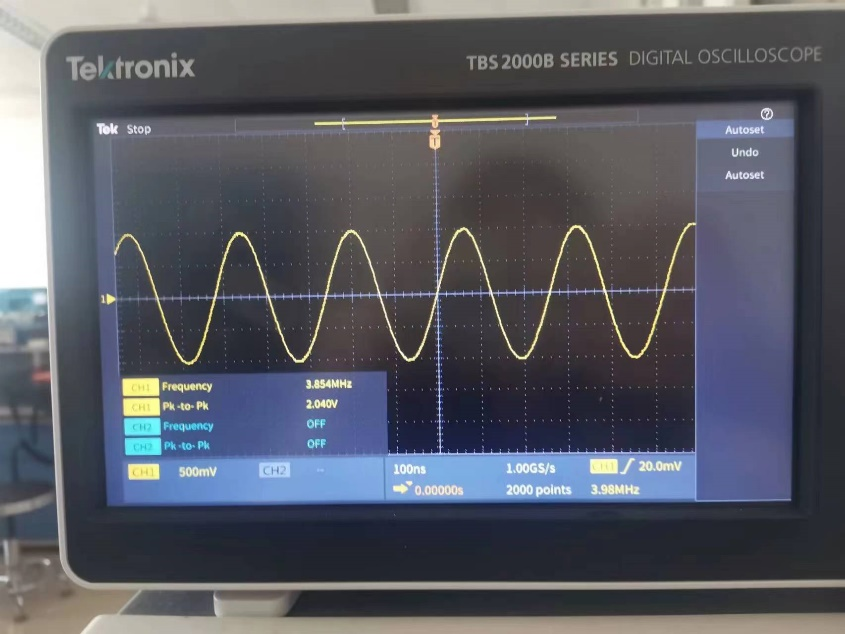 Tektronix
TBS 2000B SERIES DIGITAL OSCILLOSCOPE
Tek Stop
T
T
Autoset
Undo
Autoset
1
CH1 Frequency 3.854MHz
CH1 Pk-to-Pk 2.040V
CH2 Frequency OFF
CH2 Pk-to-Pk OFF
CH1 500mV CH2 -- 100ns 1.00GS/s CH1 20.0mV
0.00000s 2000 points 3.98MHz